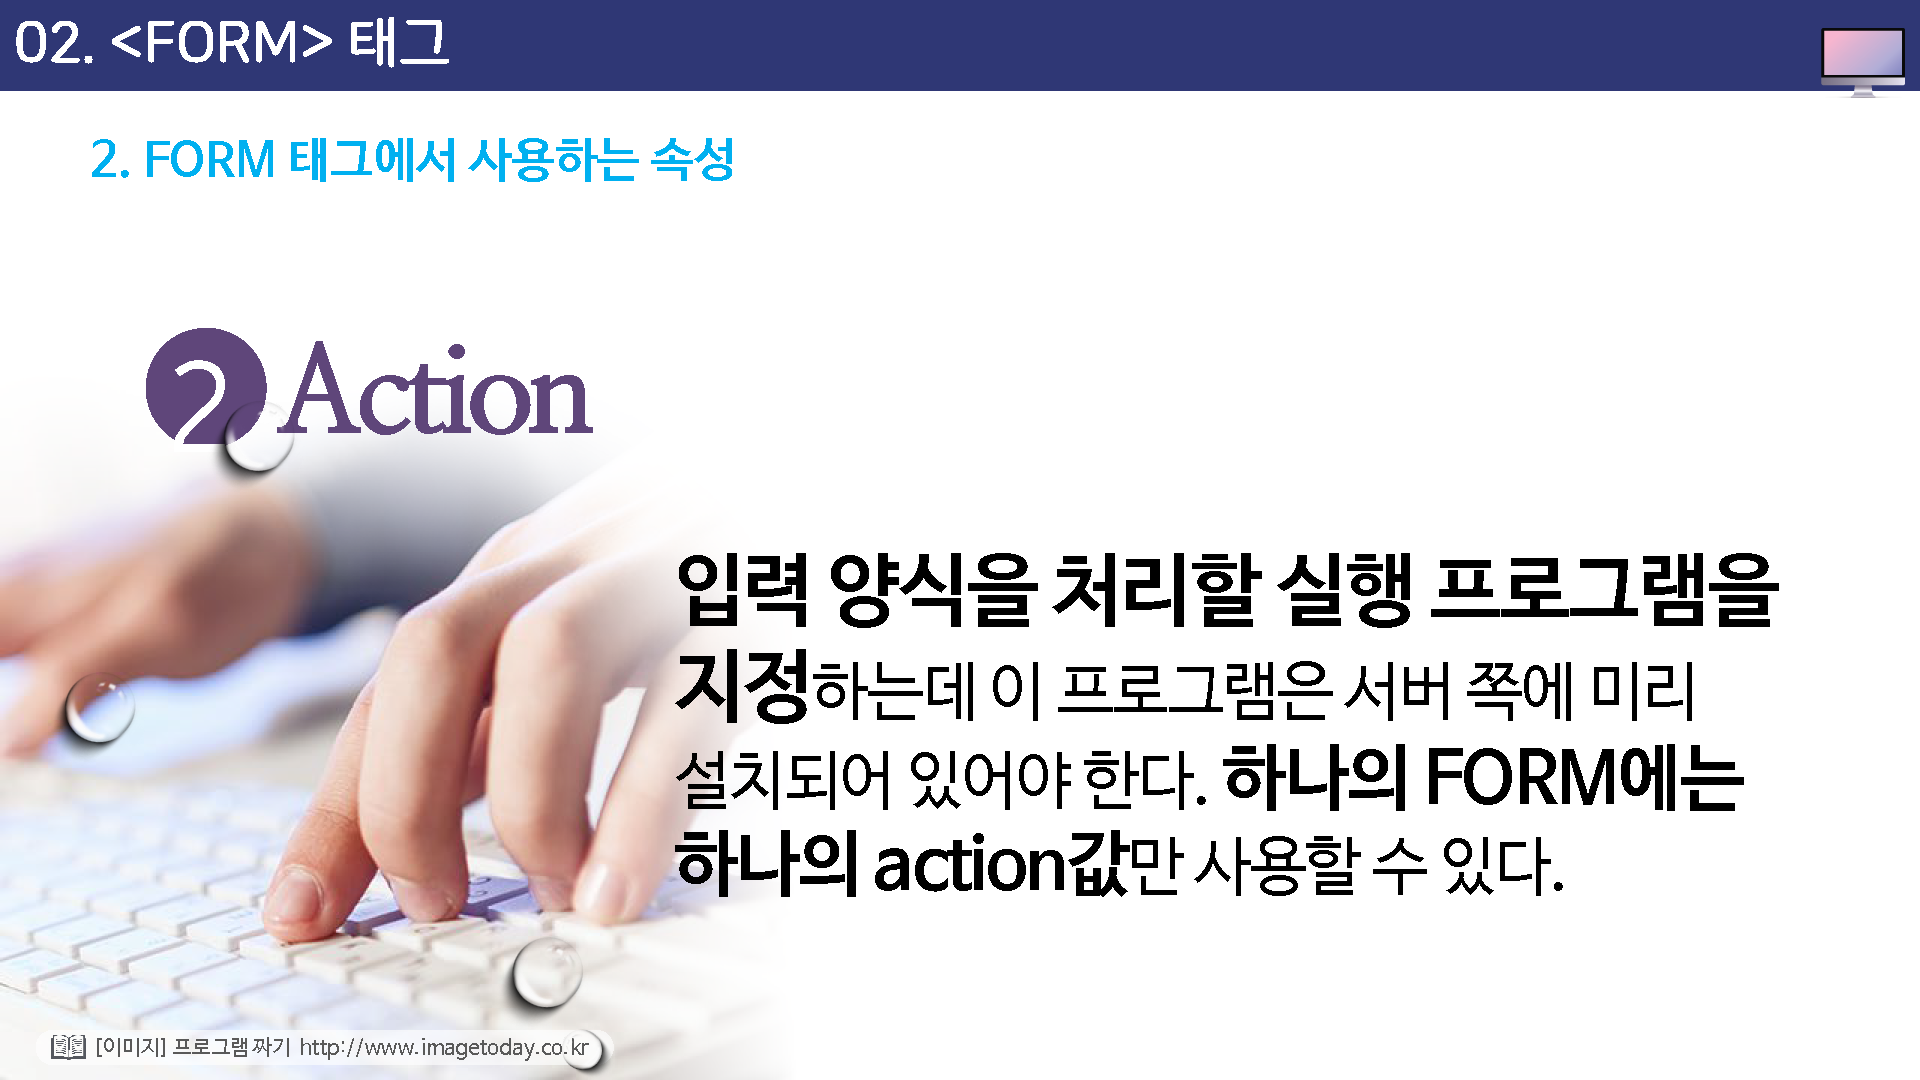 02. <FORM> 태그
2. FORM 태그에서 사용하는 속성
2 Action
입력 양식을 처리할 실행 프로그램을
지정하는데 이 프로그램은 서버 쪽에 미리
설치되어 있어야 한다. 하나의 FORM에는
하나의 action값만 사용할 수 있다.
[이미지] 프로그램 짜기 http://www.imagetoday.co.kr